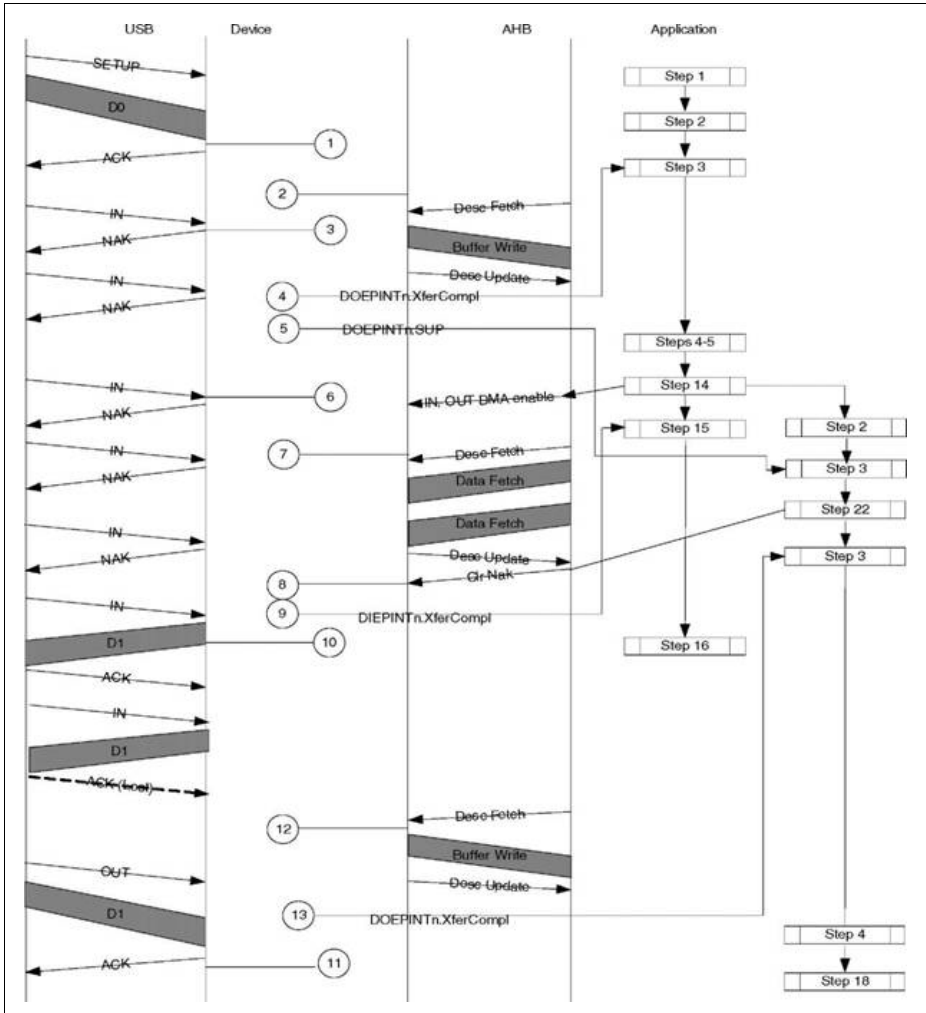 USB
Device
AHB
Application
SETUP
Step 1
D0
Step 2
1
ACK
Step 3
2
Desc Fetch
IN
3
NAK
Buffer Write
Desc Update
IN
4
DOEPINTn.XferCompl
NAK
5
DOEPINTn.SUP
Steps 4-5
IN
Step 14
6
IN, OUT DMA enable
NAK
Step 15
Step 2
IN
7
Desc Fetch
Step 3
NAK
Data Fetch
Step 22
Data Fetch
IN
NAK
Desc Update
Step 3
8
Clr Nak
IN
9
DIEPINTn.XferCompl
D1
10
Step 16
ACK
IN
D1
ACK (Lost)
Desc Fetch
12
Buffer Write
OUT
Desc Update
D1
13
DOEPINTn.XferCompl
Step 4
ACK
11
Step 18